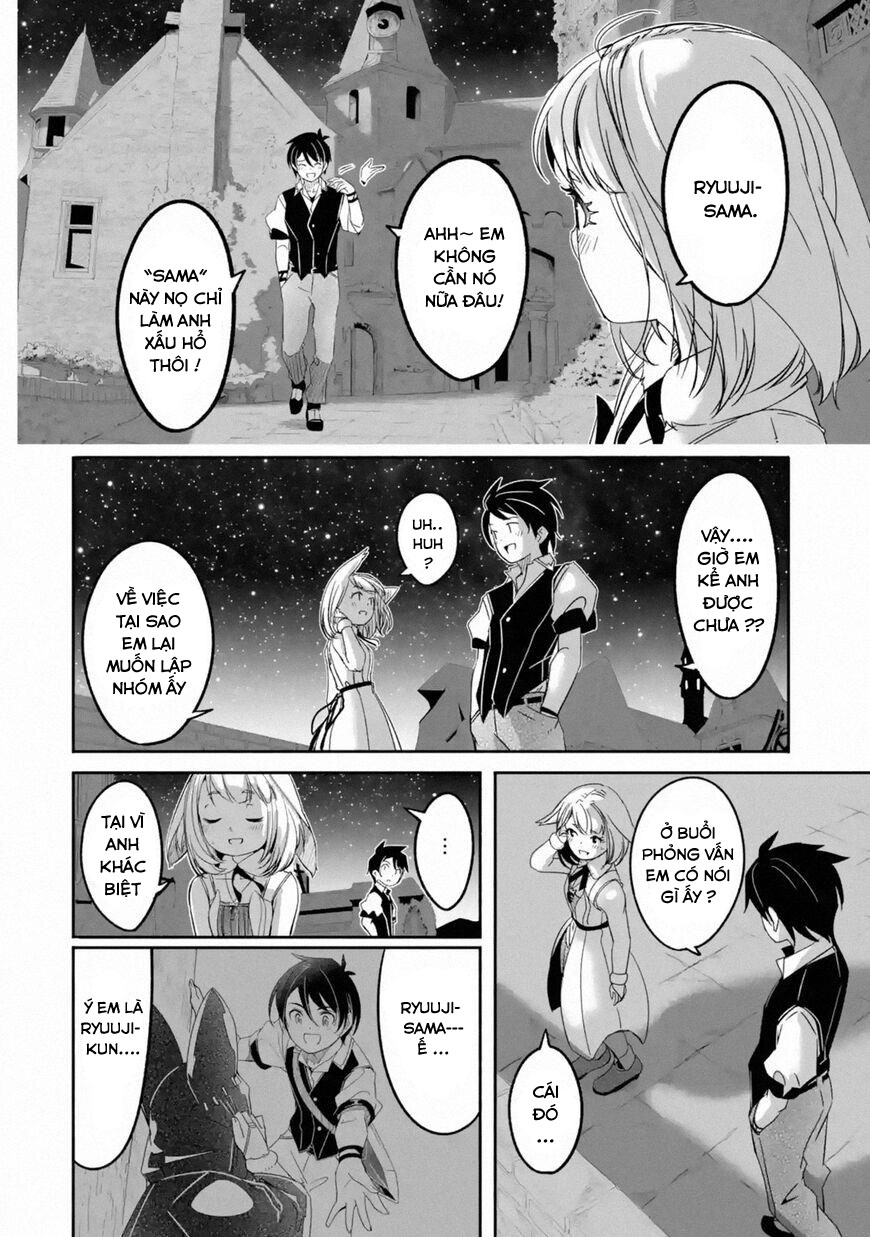 RYUUJI-
SAMA.
AHH~ EM
KHÔNG
CẦN NÓ
NỮA ĐÂU!
"SAMA"
NÀY NỌ CHỈ
LÀM ANH
XẤU HỔ
THÔI !
VẬY....
GIỜ EM
KỂ ANH
ĐƯỢC
CHƯA ??
UH..
HUH
?
VỀ VIỆC
TẠI SAO
EM LẠI
MUỐN LẬP
NHÓM ẤY
Ở BUỔI
PHỎNG VẤN
EM CÓ NÓI
GÌ ẤY ?
CÁI
ĐÓ
...
...
TẠI VÌ
ANH
KHÁC
BIỆT
RYUUJI-
SAMA---
Ế ...
Ý EM LÀ
RYUUJI-
KUN....